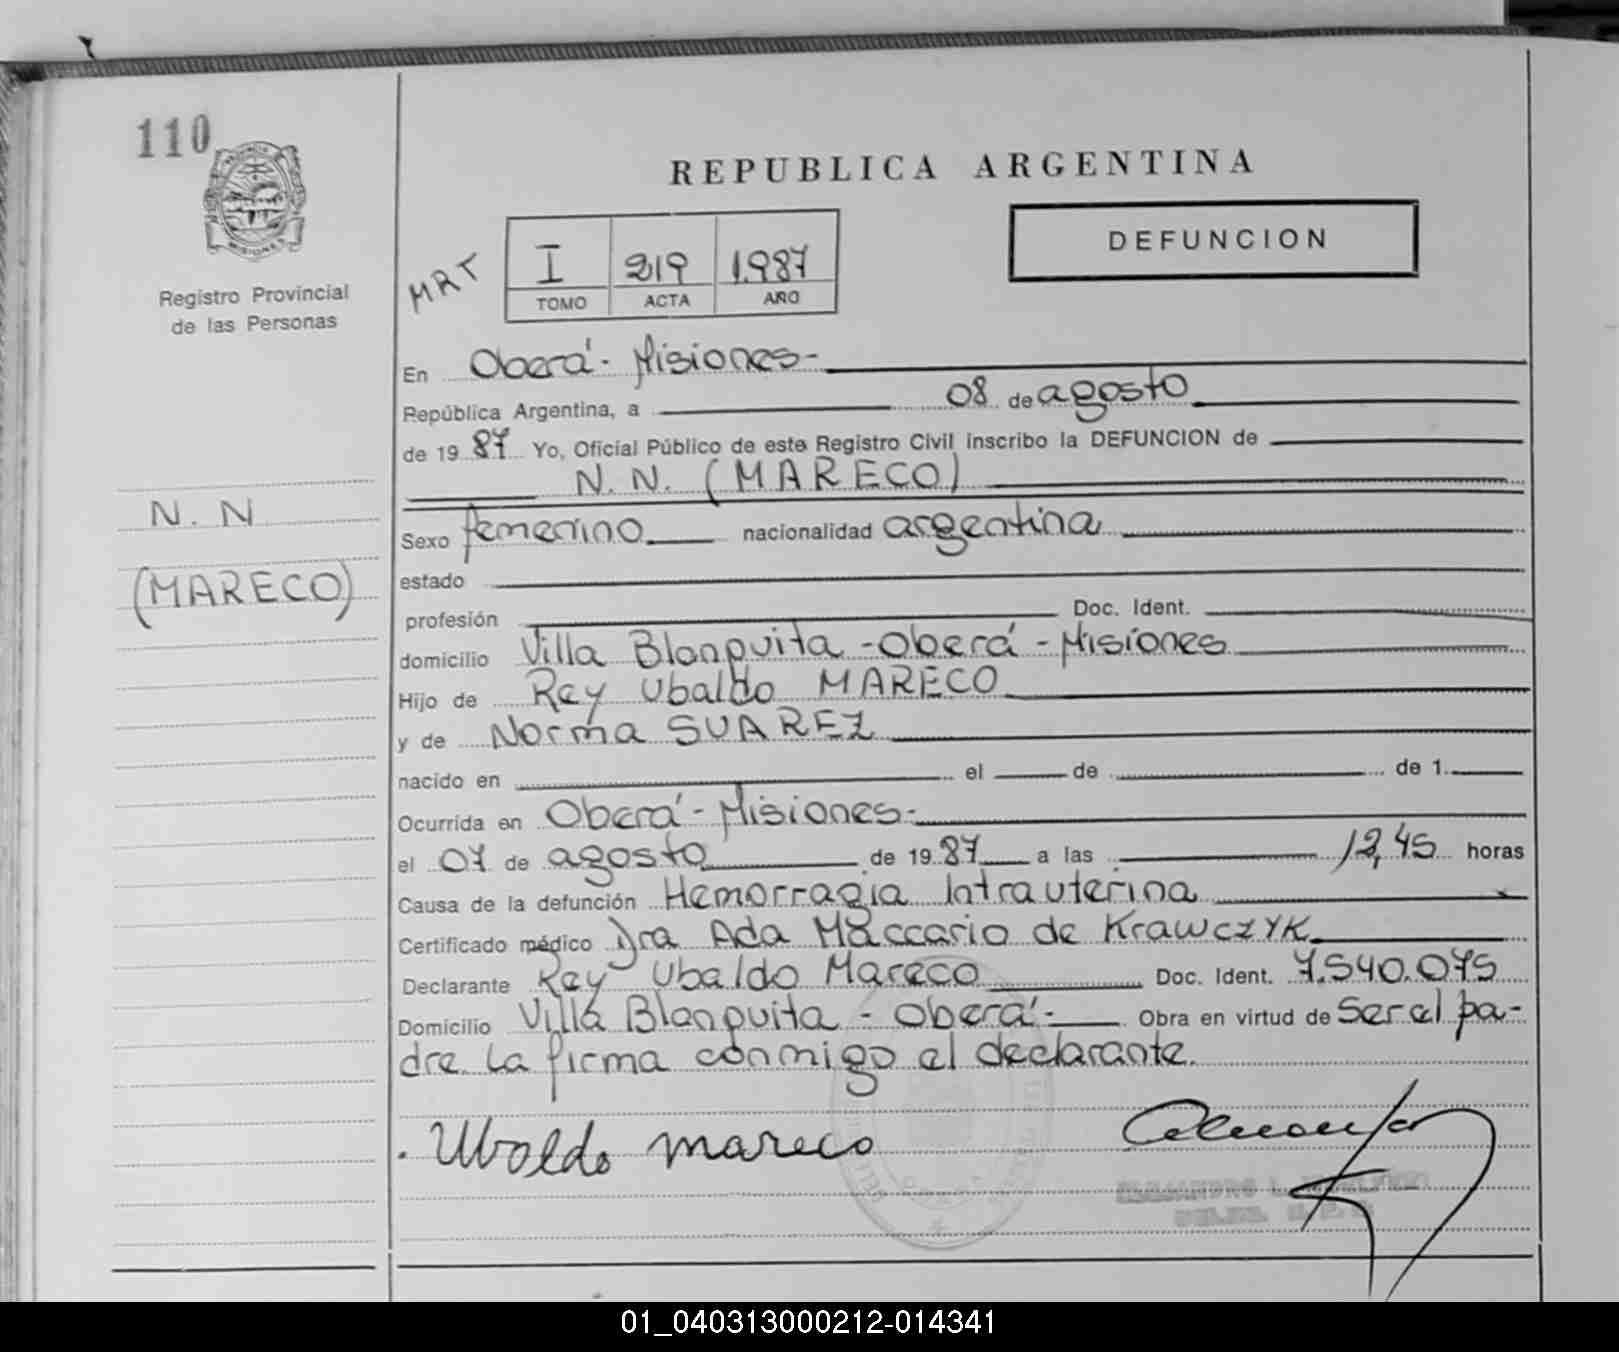 110
PROVINCIA
MISIONES
Registro Provincial
de las Personas
N. N
(MARECO)
REPUBLICA ARGENTINA
DEFUNCION
MRT
I 219 1.987
TOMO ACTA AÑO
En Oberá - Misiones -
República Argentina, a 08 de agosto
de 19 87 Yo, Oficial Público de este Registro Civil inscribo la DEFUNCION de
N. N. (MARECO)
Sexo femenino nacionalidad argentina
estado
profesión Doc. Ident.
domicilio Villa Blanquita - Oberá - Misiones
Hijo de Rey Ubaldo MARECO
y de Norma SUAREZ
nacido en el de de 1
Ocurrida en Oberá - Misiones -
el 07 de agosto de 19 87 a las 12,45 horas
Causa de la defunción Hemorragia Intrauterina
Certificado médico Dra Ada Maccario de Krawczyk
Declarante Rey Ubaldo Mareco Doc. Ident. 7.540.075
Domicilio Villa Blanquita - Oberá - Obra en virtud de ser el pa-
dre. La firma conmigo el declarante.
Ubaldo mareco
01_040313000212-014341